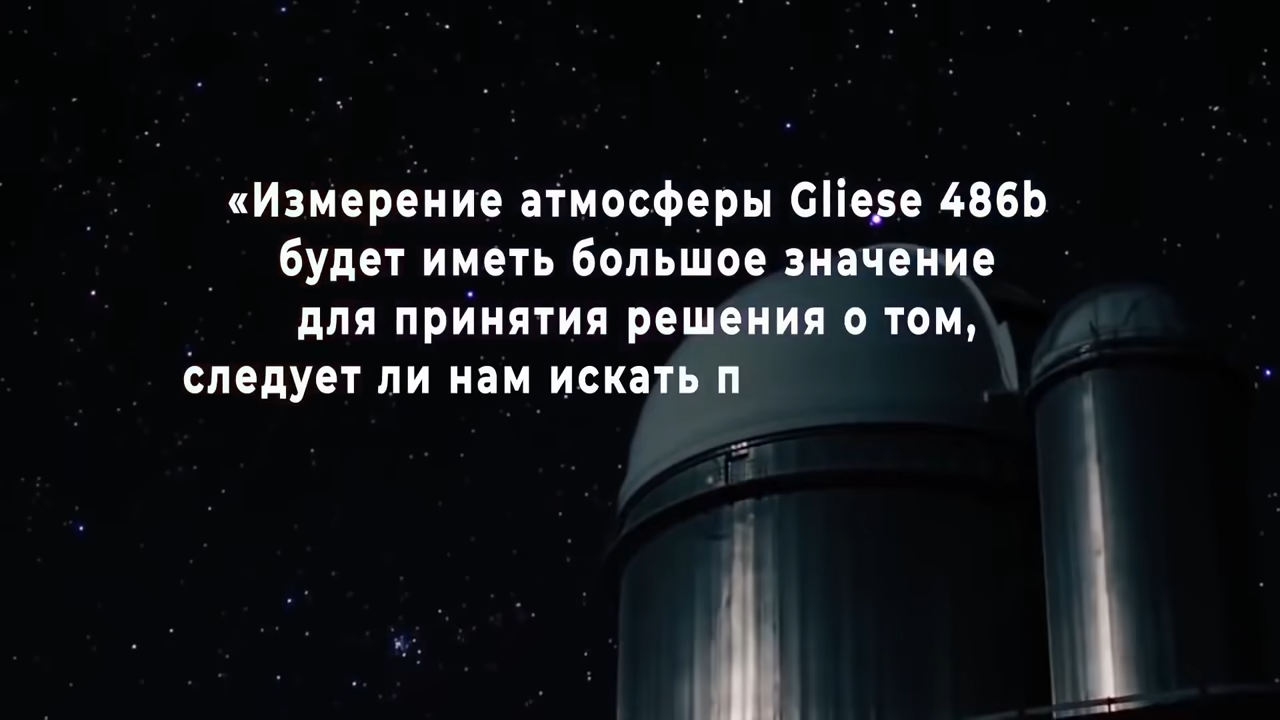 «Измерение атмосферы Gliese 486b
будет иметь большое значение
для принятия решения о том,
следует ли нам искать п